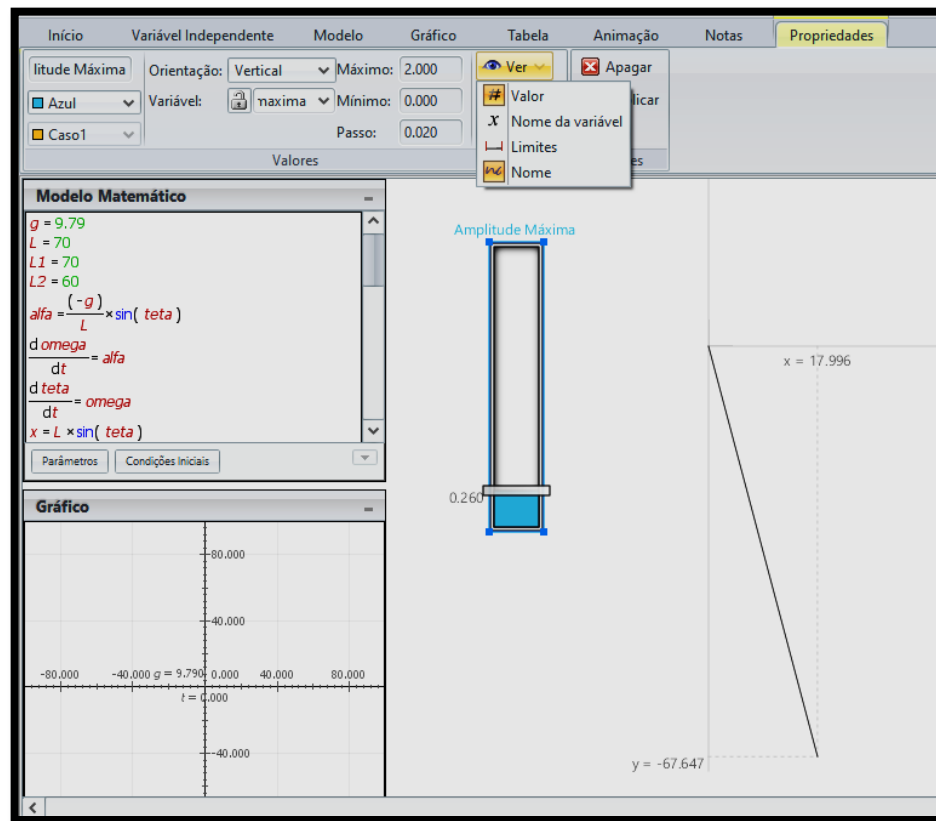 Início Variável Independente Modelo Gráfico Tabela Animação Notas Propriedades
litude Máxima Orientação: Vertical Máximo: 2.000 Ver Apagar
Azul Variável: naxima Mínimo: 0.000 # Valor licar
Caso1 Passo: 0.020 x Nome da variável
Limites
Valores es
Nome
Modelo Matemático
g = 9.79
L = 70
L1 = 70
L2 = 60
alfa = (-g)/L × sin( teta )
d omega/dt = alfa
d teta/dt = omega
x = L × sin( teta )
Parâmetros Condições Iniciais
Amplitude Máxima
0.260
x = 17.996
y = -67.647
Gráfico
80.000
40.000
-80.000 -40.000 g = 9.790 0.000 40.000 80.000
t = 0.000
-40.000